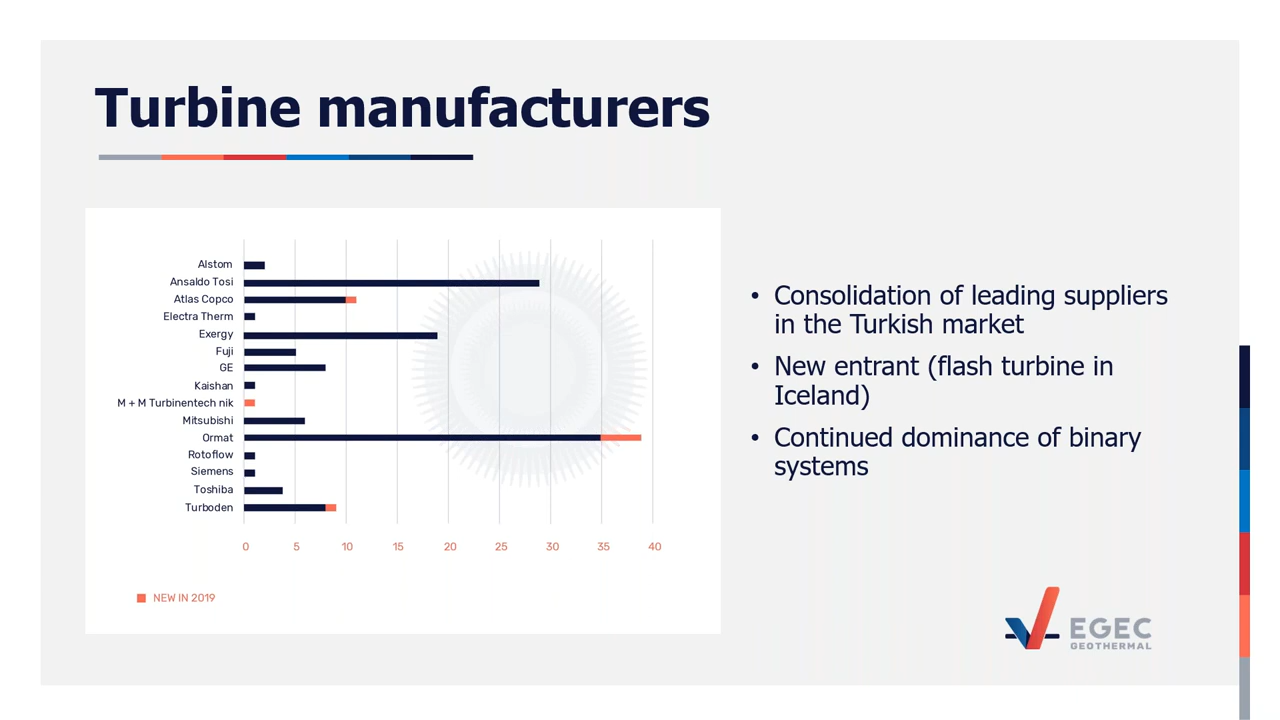 Turbine manufacturers
Alstom
Ansaldo Tosi
Atlas Copco
Electra Therm
Exergy
Fuji
GE
Kaishan
M + M Turbinentech nik
Mitsubishi
Ormat
Rotoflow
Siemens
Toshiba
Turboden
0 5 10 15 20 25 30 35 40
NEW IN 2019
• Consolidation of leading suppliers
in the Turkish market
• New entrant (flash turbine in
Iceland)
• Continued dominance of binary
systems
EGEC
GEOTHERMAL